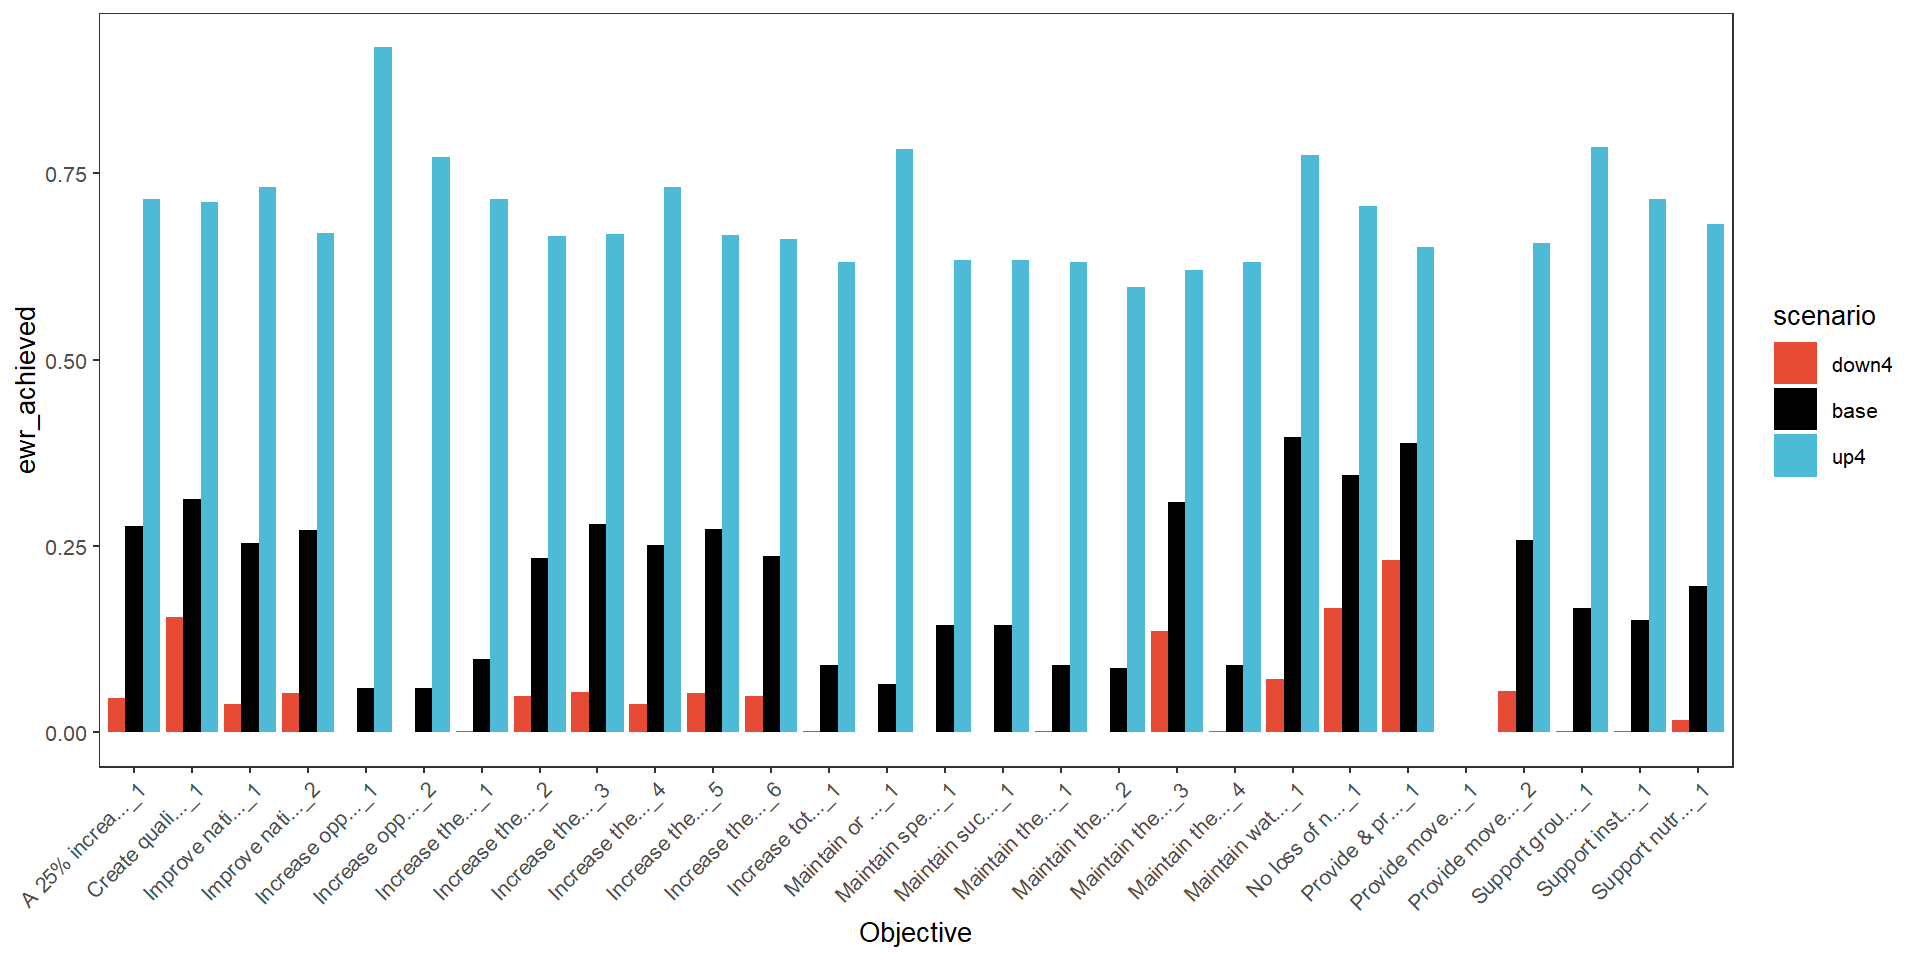 ewr_achieved
0.75
0.50
0.25
0.00
A 25% increa..._1
Create quali..._1
Improve nati..._1
Improve nati..._2
Increase opp..._1
Increase opp..._2
Increase the..._1
Increase the..._2
Increase the..._3
Increase the..._4
Increase the..._5
Increase the..._6
Increase tot..._1
Maintain or ..._1
Maintain spe..._1
Maintain suc..._1
Maintain the..._1
Maintain the..._2
Maintain the..._3
Maintain the..._4
Maintain wat..._1
No loss of n..._1
Provide & pr..._1
Provide move..._1
Provide move..._2
Support grou..._1
Support inst..._1
Support nutr..._1
Objective
scenario
down4
base
up4